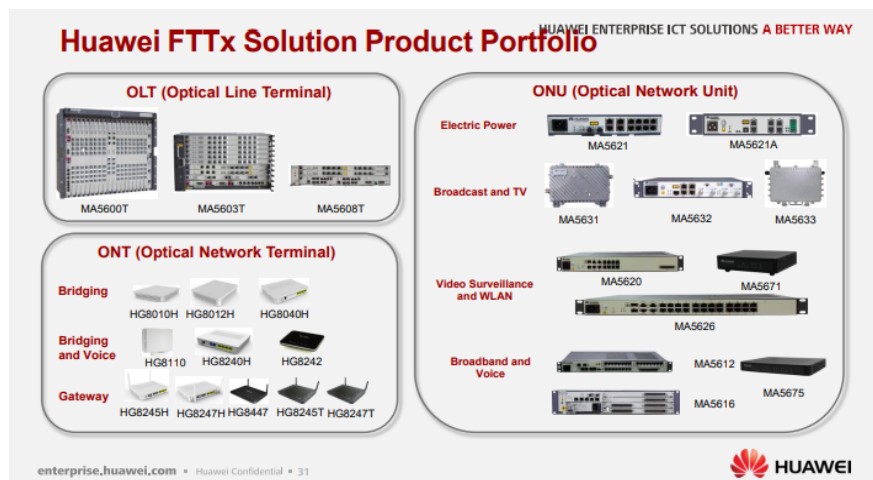 HUAWEI ENTERPRISE ICT SOLUTIONS A BETTER WAY
Huawei FTTx Solution Product Portfolio
OLT (Optical Line Terminal)
MA5600T MA5603T MA5608T
ONT (Optical Network Terminal)
Bridging
HG8010H HG8012H HG8040H
Bridging
and Voice
HG8110 HG8240H HG8242
Gateway
HG8245H HG8247H HG8447 HG8245T HG8247T
ONU (Optical Network Unit)
Electric Power
MA5621 MA5621A
Broadcast and TV
MA5631 MA5632 MA5633
Video Surveillance
and WLAN
MA5620 MA5671
MA5626
Broadband and
Voice
MA5612
MA5675
MA5616
enterprise.huawei.com ▪ Huawei Confidential ▪ 31
HUAWEI